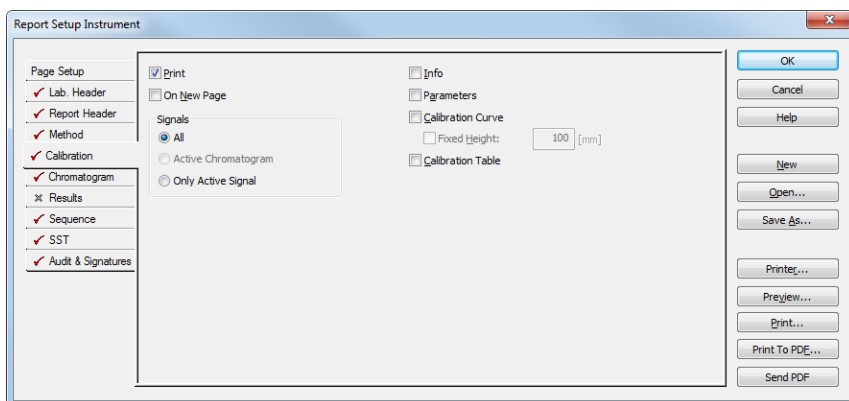 Report Setup Instrument
Page Setup
Lab. Header
Report Header
Method
Calibration
Chromatogram
Results
Sequence
SST
Audit & Signatures
Print
On New Page
Signals
All
Active Chromatogram
Only Active Signal
Info
Parameters
Calibration Curve
Fixed Height: 100 [mm]
Calibration Table
OK
Cancel
Help
New
Open...
Save As...
Printer...
Preview...
Print...
Print To PDF...
Send PDF